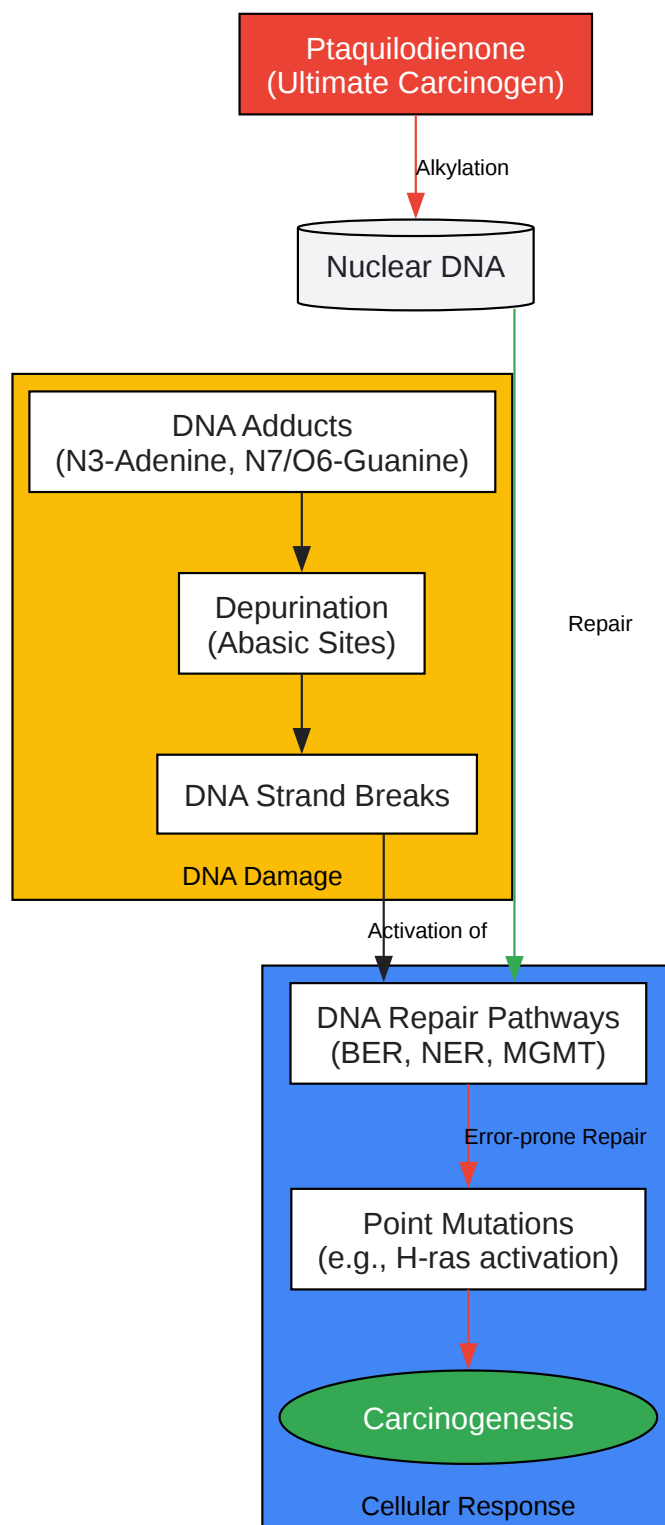 Ptaquilodienone
(Ultimate Carcinogen)
Alkylation
Nuclear DNA
DNA Adducts
(N3-Adenine, N7/O6-Guanine)
Depurination
(Abasic Sites)
Repair
DNA Strand Breaks
DNA Damage
Activation of
DNA Repair Pathways
(BER, NER, MGMT)
Error-prone Repair
Point Mutations
(e.g., H-ras activation)
Carcinogenesis
Cellular Response